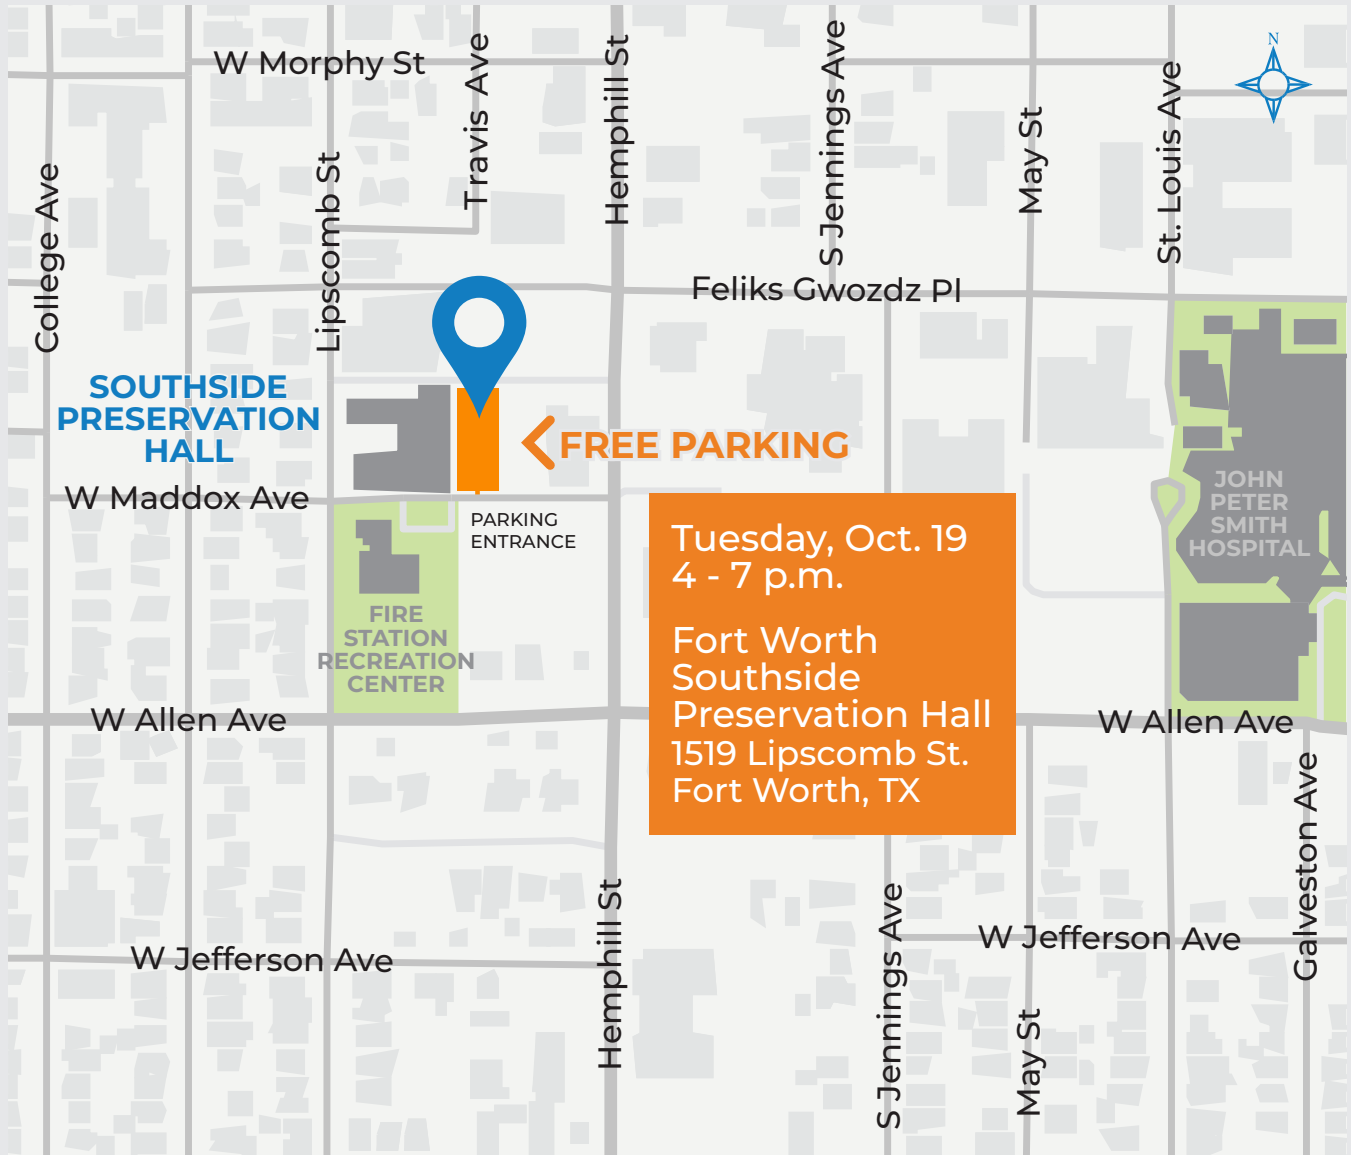 N
W Morphy St
Travis Ave
Hemphill St
S Jennings Ave
May St
St. Louis Ave
College Ave
Lipscomb St
Feliks Gwozdz Pl
SOUTHSIDE
PRESERVATION
HALL
FREE PARKING
W Maddox Ave
PARKING
ENTRANCE
JOHN
PETER
SMITH
HOSPITAL
Tuesday, Oct. 19
4 - 7 p.m.
Fort Worth
Southside
Preservation Hall
1519 Lipscomb St.
Fort Worth, TX
FIRE
STATION
RECREATION
CENTER
W Allen Ave
W Allen Ave
Galveston Ave
Hemphill St
S Jennings Ave
W Jefferson Ave
W Jefferson Ave
May St